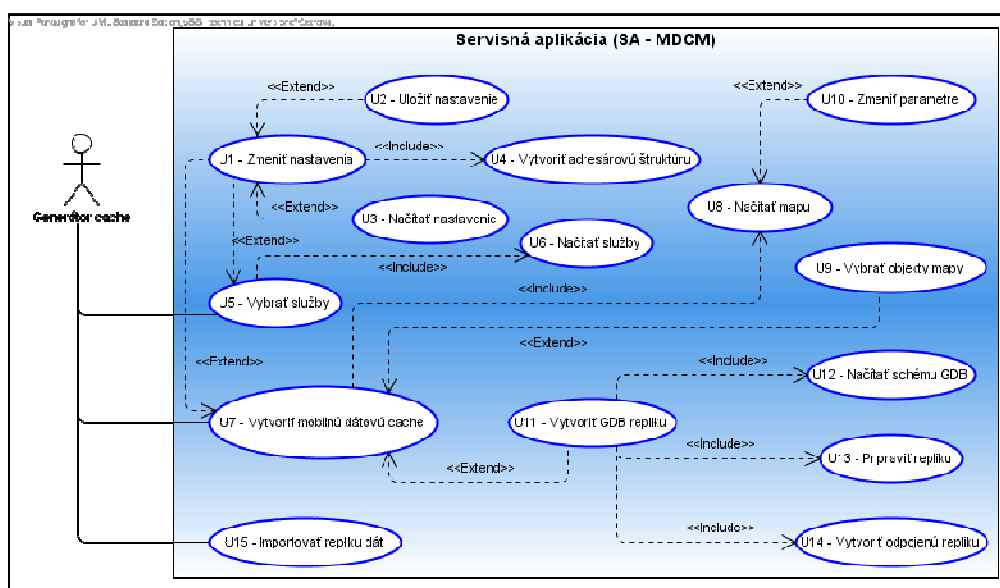 Servisná aplikácia (SA - MDCM)
<<Extend>>
U2 - Uložiť nastavenie
<<Extend>>
U10 - Zmeniť parametre
<<Include>>
U1 - Zmeniť nastavenia
U4 - Vytvoriť adresárovú štruktúru
Generátor cache
<<Extend>>
U3 - Načítať nastavenie
U8 - Načítať mapu
<<Extend>>
U6 - Načítať služby
<<Include>>
U9 - Vybrať objekty mapy
<<Include>>
U5 - Vybrať služby
<<Extend>>
<<Extend>>
<<Include>>
U12 - Načítať schému GDB
U7 - Vytvoriť mobilnú dátovú cache
U11 - Vytvoriť GDB repliku
<<Include>>
U13 - Pripraviť repliku
<<Extend>>
<<Include>>
U15 - Importovať repliku dát
U14 - Vytvoriť odpojenú repliku